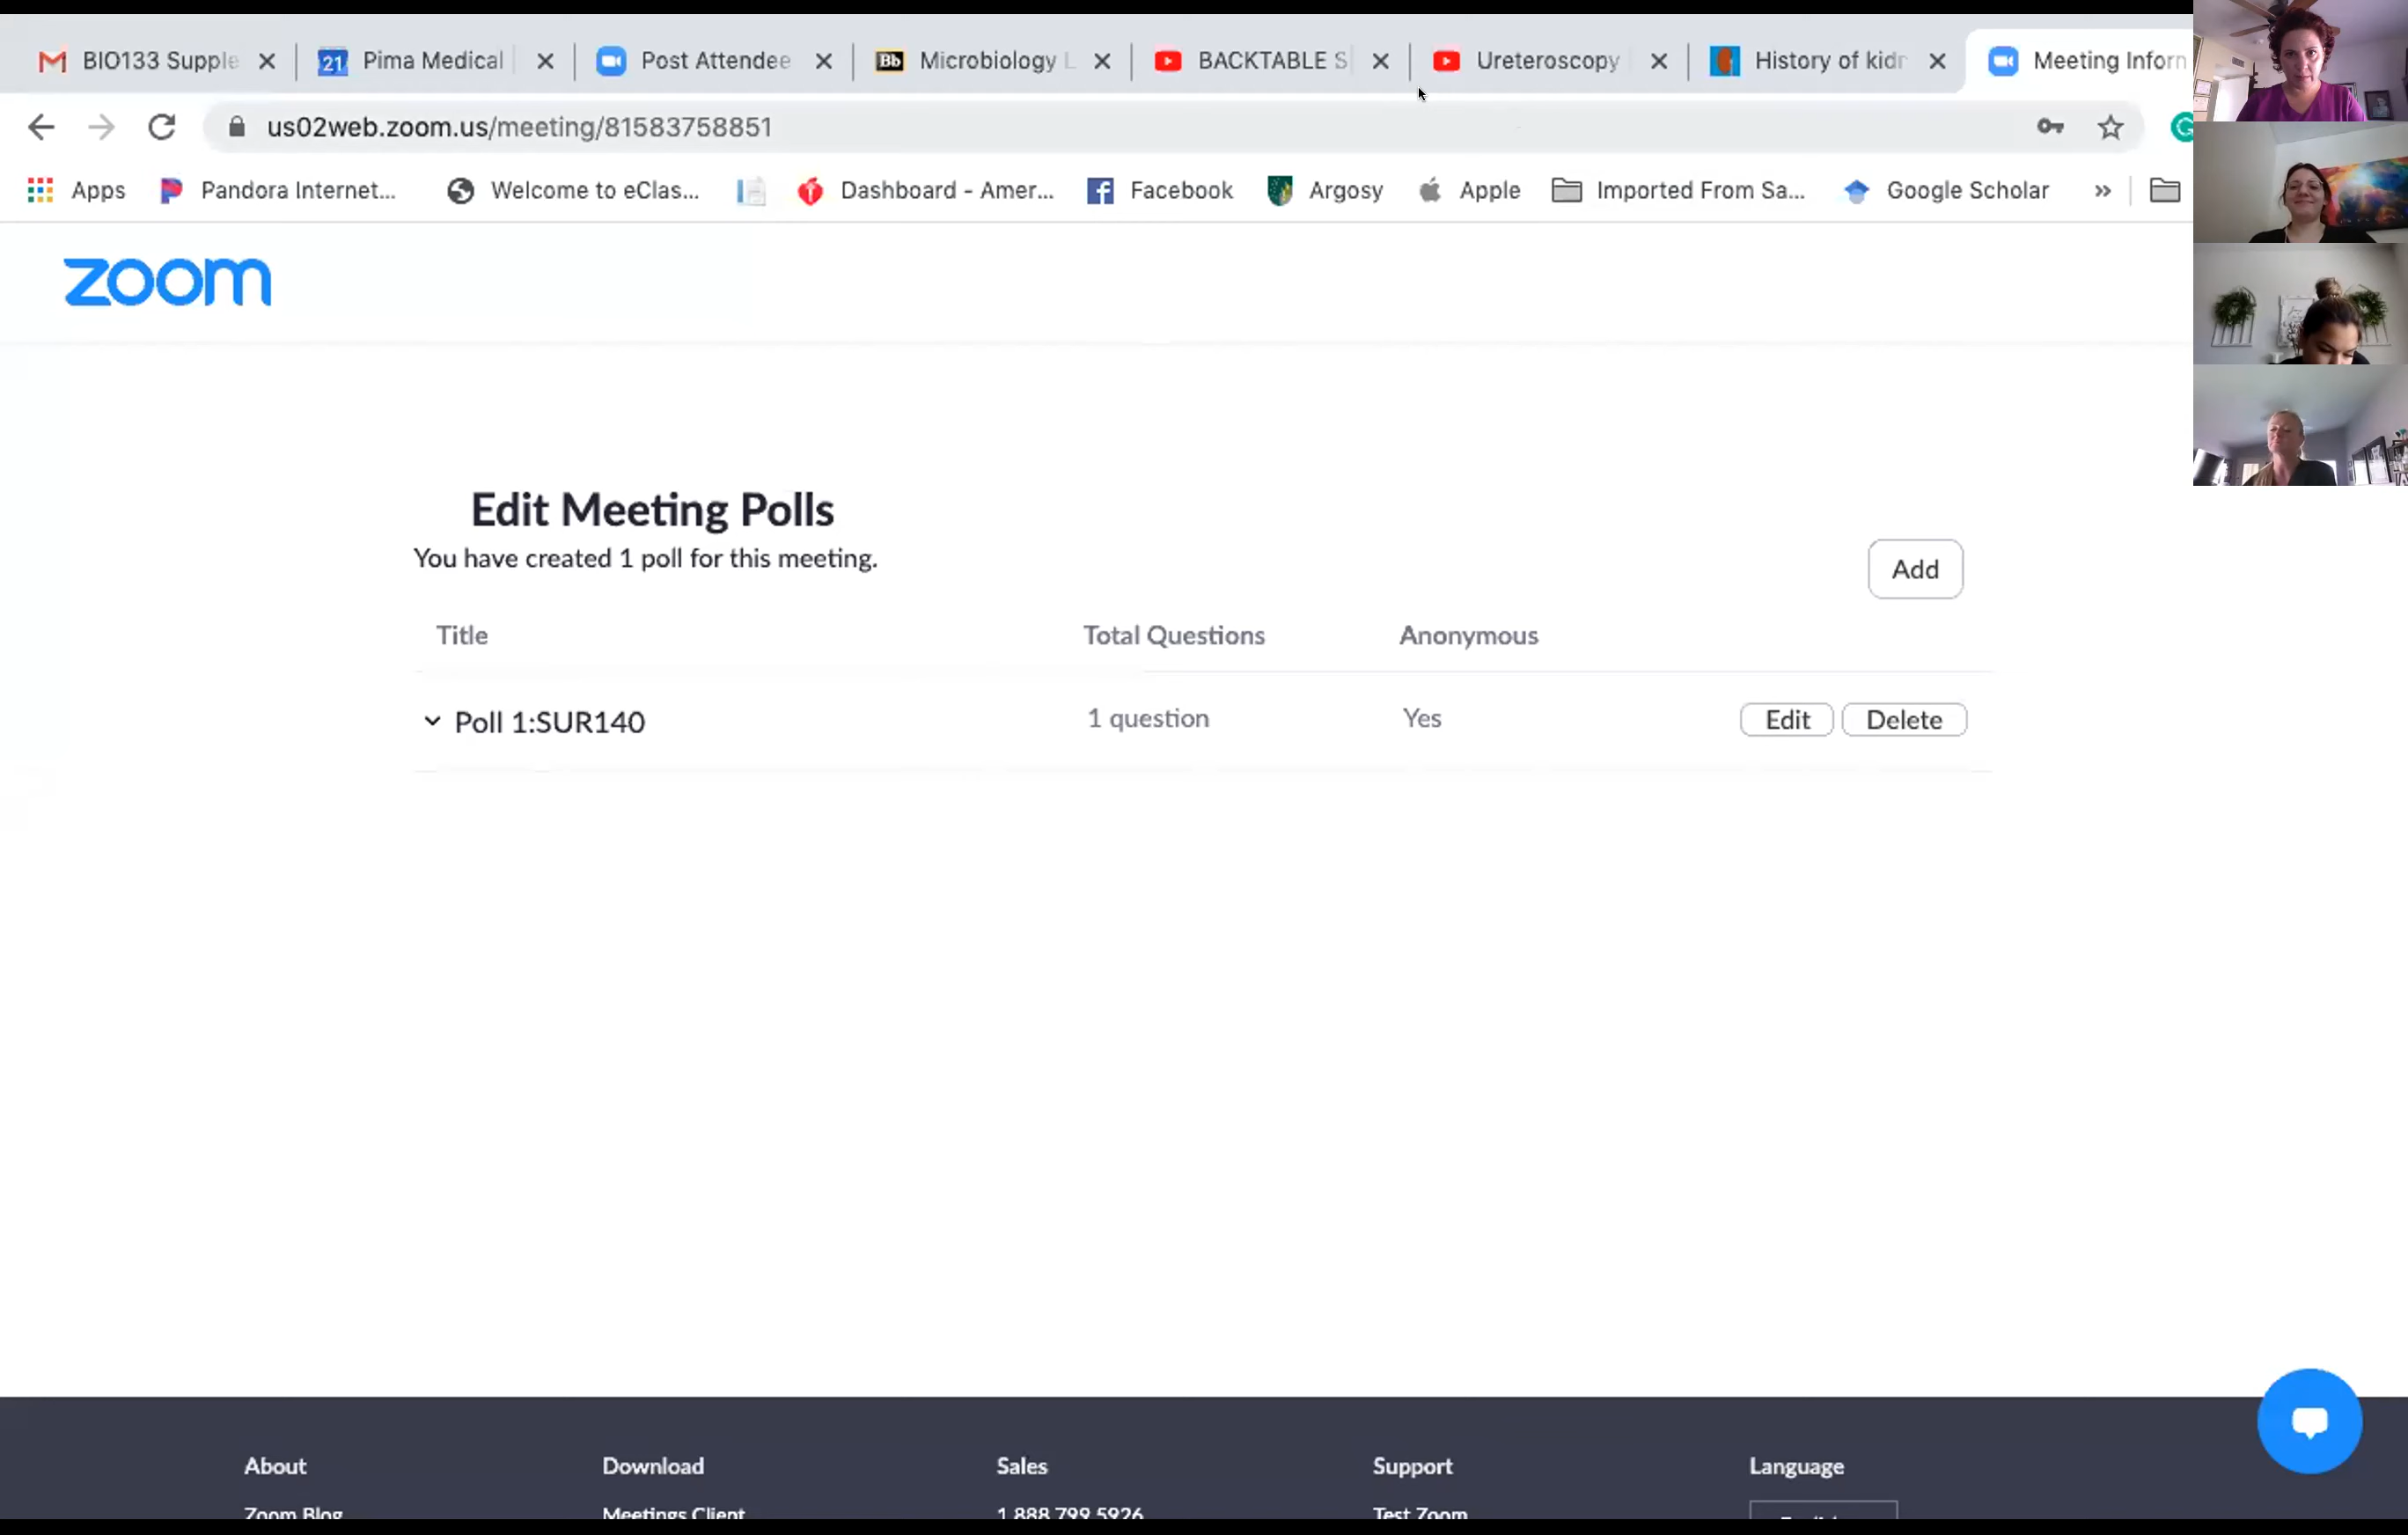 BIO133 Supple
21 Pima Medical
Post Attendee
Bb Microbiology L
BACKTABLE S
Ureteroscopy
History of kidn
Meeting Inforn
us02web.zoom.us/meeting/81583758851
Apps
Pandora Internet...
Welcome to eClas...
Dashboard - Amer...
Facebook
Argosy
Apple
Imported From Sa...
Google Scholar
»
zoom
Edit Meeting Polls
You have created 1 poll for this meeting.
Add
Title Total Questions Anonymous
Poll 1:SUR140 1 question Yes Edit Delete
About Download Sales Support Language
Zoom Blog Meetings Client 1.888.799.5926 Test Zoom